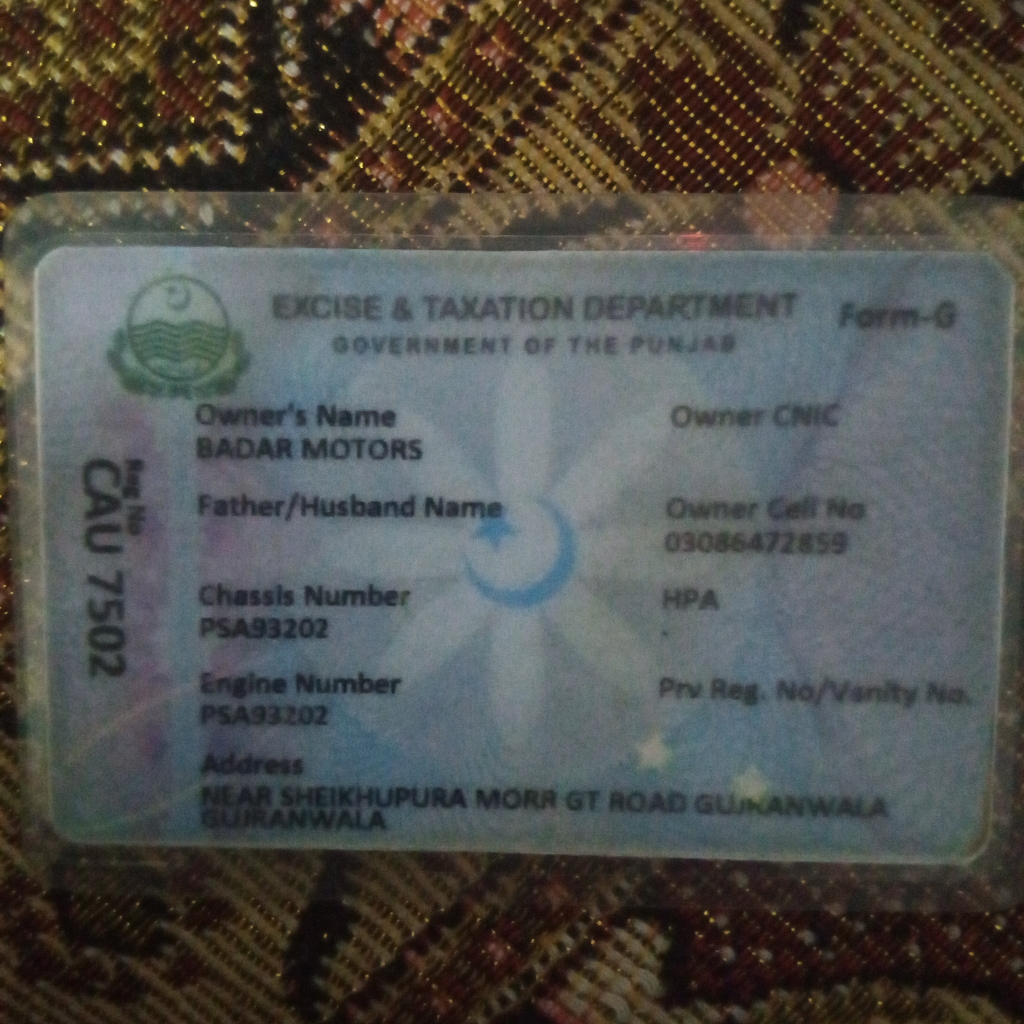 EXCISE & TAXATION DEPARTMENT
Form-G
GOVERNMENT OF THE PUNJAB
Owner's Name
BADAR MOTORS
Owner CNIC
Father/Husband Name
Owner Cell No
03086472859
Chassis Number
PSA93202
HPA
Engine Number
PSA93202
Prv Reg. No/Vanity No.
Address
NEAR SHEIKHUPURA MORR GT ROAD GUJRANWALA
GUJRANWALA
Reg No
CAU 7502